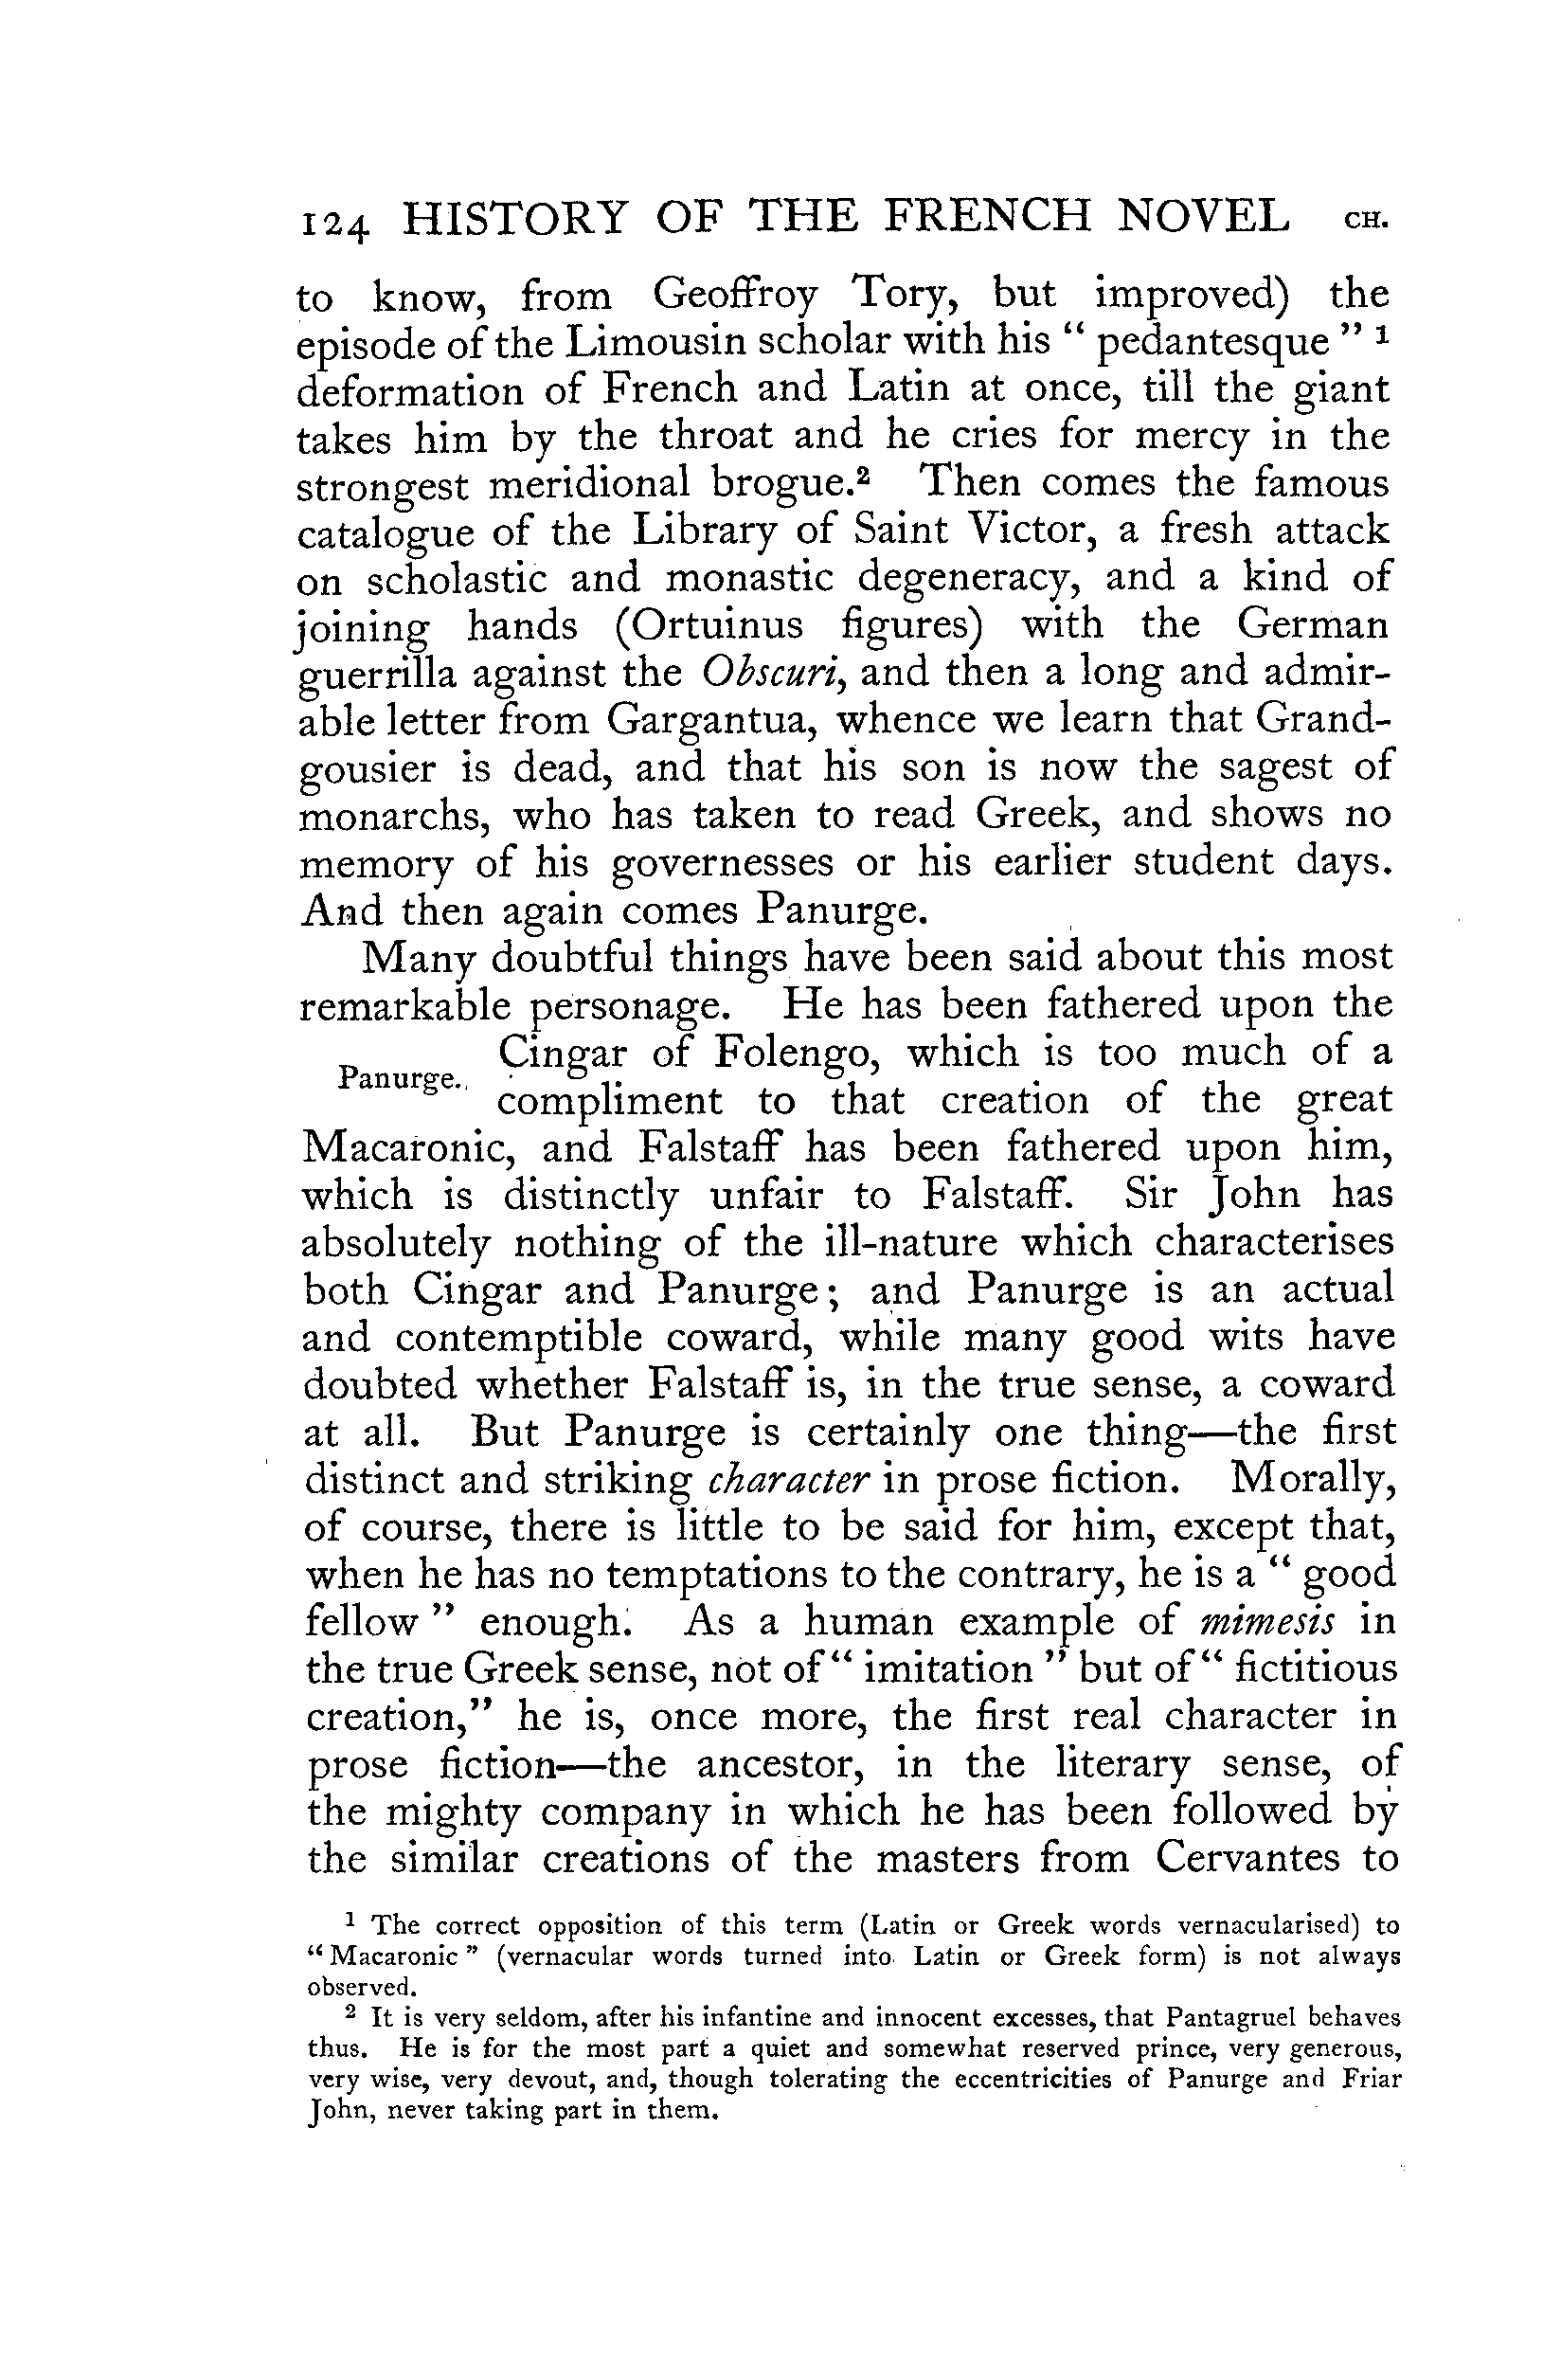 124 HISTORY OF THE FRENCH NOVEL CH.
to know, from Geoffroy Tory, but improved) the
episode of the Limousin scholar with his “ pedantesque ” 1
deformation of French and Latin at once, till the giant
takes him by the throat and he cries for mercy in the
strongest meridional brogue.2 Then comes the famous
catalogue of the Library of Saint Victor, a fresh attack
on scholastic and monastic degeneracy, and a kind of
joining hands (Ortuinus figures) with the German
guerrilla against the Obscuri, and then a long and admir-
able letter from Gargantua, whence we learn that Grand-
gousier is dead, and that his son is now the sagest of
monarchs, who has taken to read Greek, and shows no
memory of his governesses or his earlier student days.
And then again comes Panurge.
Many doubtful things have been said about this most
remarkable personage. He has been fathered upon the
Panurge.
Cingar of Folengo, which is too much of a
compliment to that creation of the great
Macaronic, and Falstaff has been fathered upon him,
which is distinctly unfair to Falstaff. Sir John has
absolutely nothing of the ill-nature which characterises
both Cingar and Panurge; and Panurge is an actual
and contemptible coward, while many good wits have
doubted whether Falstaff is, in the true sense, a coward
at all. But Panurge is certainly one thing—the first
distinct and striking character in prose fiction. Morally,
of course, there is little to be said for him, except that,
when he has no temptations to the contrary, he is a “ good
fellow ” enough. As a human example of mimesis in
the true Greek sense, not of “ imitation ” but of “ fictitious
creation,” he is, once more, the first real character in
prose fiction—the ancestor, in the literary sense, of
the mighty company in which he has been followed by
the similar creations of the masters from Cervantes to
1 The correct opposition of this term (Latin or Greek words vernacularised) to
“ Macaronic ” (vernacular words turned into Latin or Greek form) is not always
observed.
2 It is very seldom, after his infantine and innocent excesses, that Pantagruel behaves
thus. He is for the most part a quiet and somewhat reserved prince, very generous,
very wise, very devout, and, though tolerating the eccentricities of Panurge and Friar
John, never taking part in them.